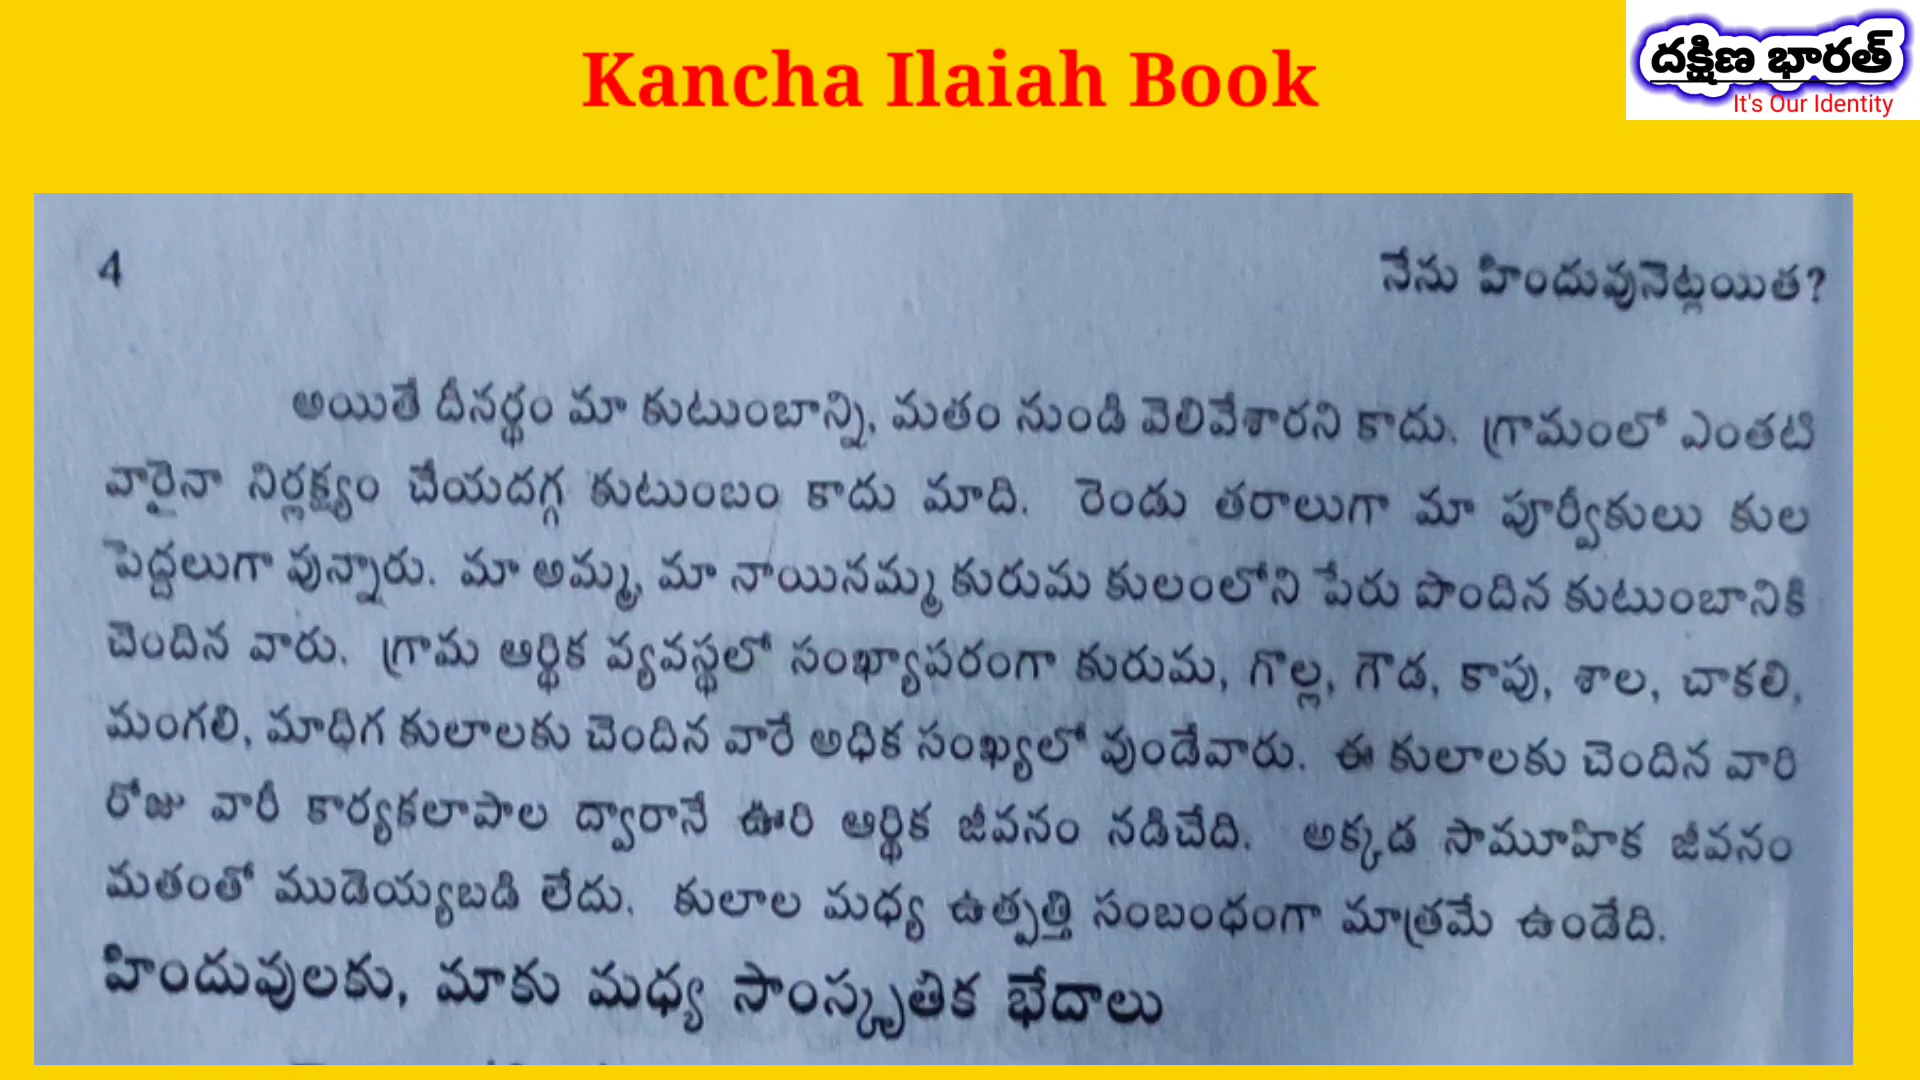 Kancha Ilaiah Book
దక్షిణ భారత్
It's Our Identity
4 నేను హిందువునెట్లయిత?
అయితే దీనర్థం మా కుటుంబాన్ని, మతం నుండి వెలివేశారని కాదు. గ్రామంలో ఎంతటి
వారైనా నిర్లక్ష్యం చేయదగ్గ కుటుంబం కాదు మాది. రెండు తరాలుగా మా పూర్వీకులు కుల
పెద్దలుగా వున్నారు. మా అమ్మ, మా నాయినమ్మ కురుమ కులంలోని పేరు పొందిన కుటుంబానికి
చెందిన వారు. గ్రామ ఆర్థిక వ్యవస్థలో సంఖ్యాపరంగా కురుమ, గొల్ల, గౌడ, కాపు, శాల, చాకలి,
మంగలి, మాదిగ కులాలకు చెందిన వారే అధిక సంఖ్యలో వుండేవారు. ఈ కులాలకు చెందిన వారి
రోజు వారీ కార్యకలాపాల ద్వారానే ఊరి ఆర్థిక జీవనం నడిచేది. అక్కడ సామూహిక జీవనం
మతంతో ముడెయ్యబడి లేదు. కులాల మధ్య ఉత్పత్తి సంబంధంగా మాత్రమే ఉండేది.
హిందువులకు, మాకు మధ్య సాంస్కృతిక భేదాలు